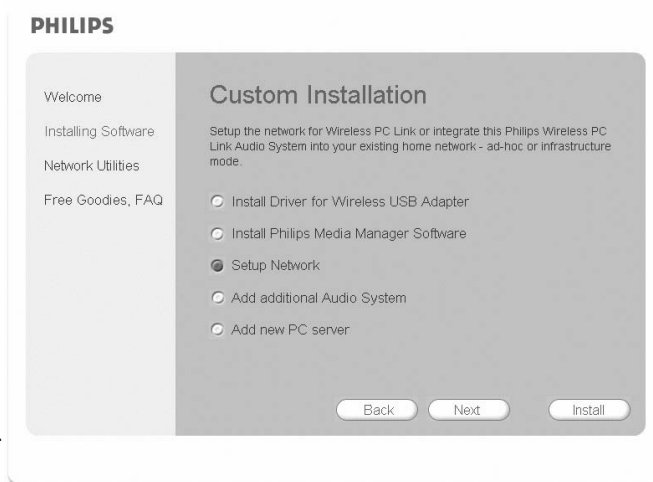 PHILIPS
Welcome
Installing Software
Network Utilities
Free Goodies, FAQ
Custom Installation
Setup the network for Wireless PC Link or integrate this Philips Wireless PC
Link Audio System into your existing home network - ad-hoc or infrastructure
mode.
Install Driver for Wireless USB Adapter
Install Philips Media Manager Software
Setup Network
Add additional Audio System
Add new PC server
Back
Next
Install